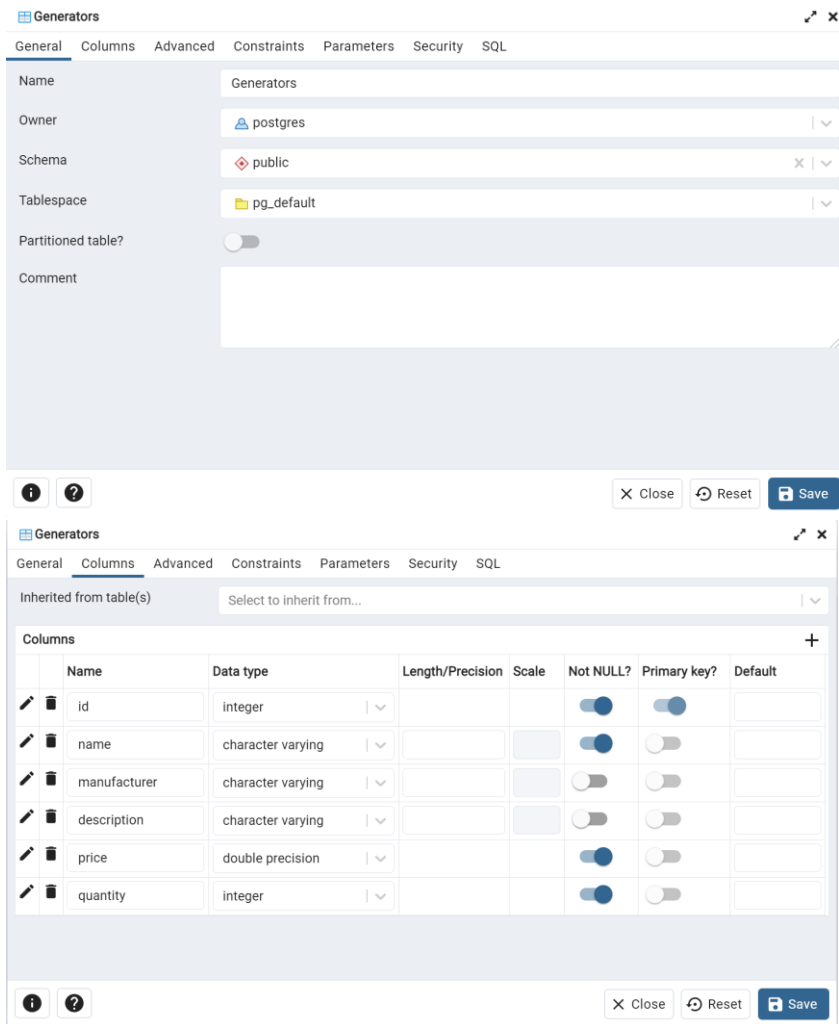 Generators
General Columns Advanced Constraints Parameters Security SQL
Name Generators
Owner postgres
Schema public
Tablespace pg_default
Partitioned table?
Comment
Close Reset Save
Generators
General Columns Advanced Constraints Parameters Security SQL
Inherited from table(s) Select to inherit from...
Columns
Name Data type Length/Precision Scale Not NULL? Primary key? Default
id integer
name character varying
manufacturer character varying
description character varying
price double precision
quantity integer
Close Reset Save